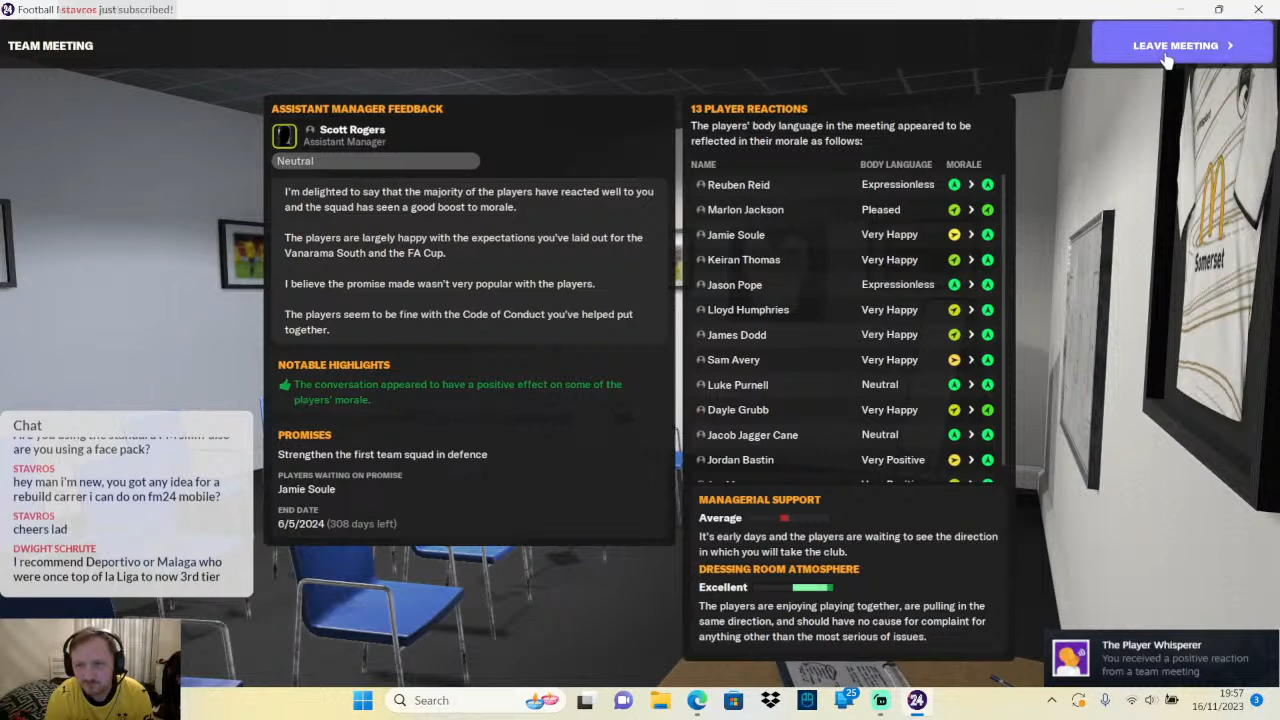 Football
stavros just subscribed!
TEAM MEETING
LEAVE MEETING
ASSISTANT MANAGER FEEDBACK
Scott Rogers
Assistant Manager
Neutral
I'm delighted to say that the majority of the players have reacted well to you
and the squad has seen a good boost to morale.
The players are largely happy with the expectations you've laid out for the
Vanarama South and the FA Cup.
I believe the promise made wasn't very popular with the players.
The players seem to be fine with the Code of Conduct you've helped put
together.
NOTABLE HIGHLIGHTS
The conversation appeared to have a positive effect on some of the
players' morale.
PROMISES
Strengthen the first team squad in defence
PLAYERS WAITING ON PROMISE
Jamie Soule
END DATE
6/5/2024 (308 days left)
13 PLAYER REACTIONS
The players' body language in the meeting appeared to be
reflected in their morale as follows:
NAME BODY LANGUAGE MORALE
Reuben Reid Expressionless
Marlon Jackson Pleased
Jamie Soule Very Happy
Keiran Thomas Very Happy
Jason Pope Expressionless
Lloyd Humphries Very Happy
James Dodd Very Happy
Sam Avery Very Happy
Luke Purnell Neutral
Dayle Grubb Very Happy
Jacob Jagger Cane Neutral
Jordan Bastin Very Positive
MANAGERIAL SUPPORT
Average
It's early days and the players are waiting to see the direction
in which you will take the club.
DRESSING ROOM ATMOSPHERE
Excellent
The players are enjoying playing together, are pulling in the
same direction, and should have no cause for complaint for
anything other than the most serious of issues.
Somerset
Chat
are you using a face pack?
STAVROS
hey man i'm new, you got any idea for a
rebuild carrer i can do on fm24 mobile?
STAVROS
cheers lad
DWIGHT SCHRUTE
I recommend Deportivo or Malaga who
were once top of la Liga to now 3rd tier
The Player Whisperer
You received a positive reaction
from a team meeting
Search
25
24
19:57
16/11/2023
3